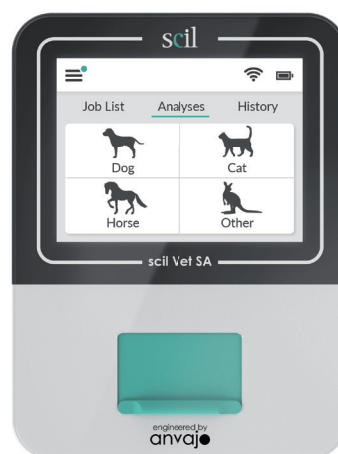 scil
Job List Analyses History
Dog Cat
Horse Other
scil Vet SA
engineered by
anvajo